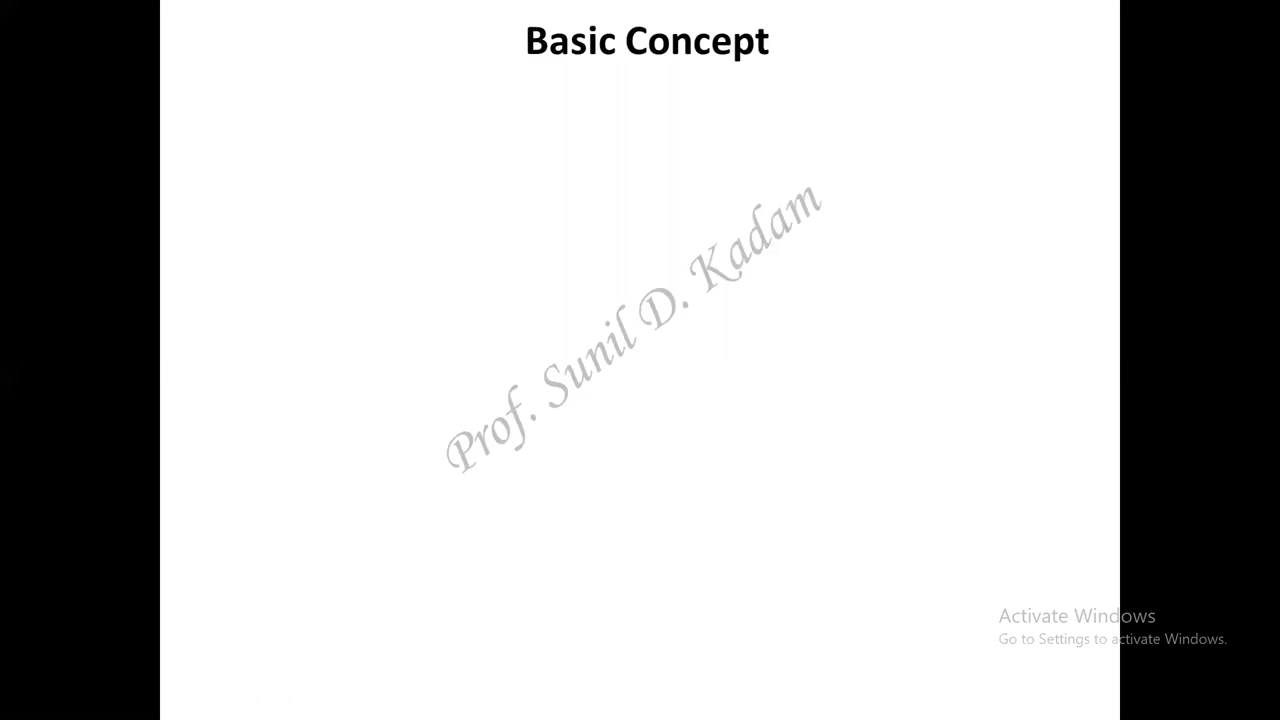 Basic Concept
Prof. Sunil D. Kadam
Activate Windows
Go to Settings to activate Windows.